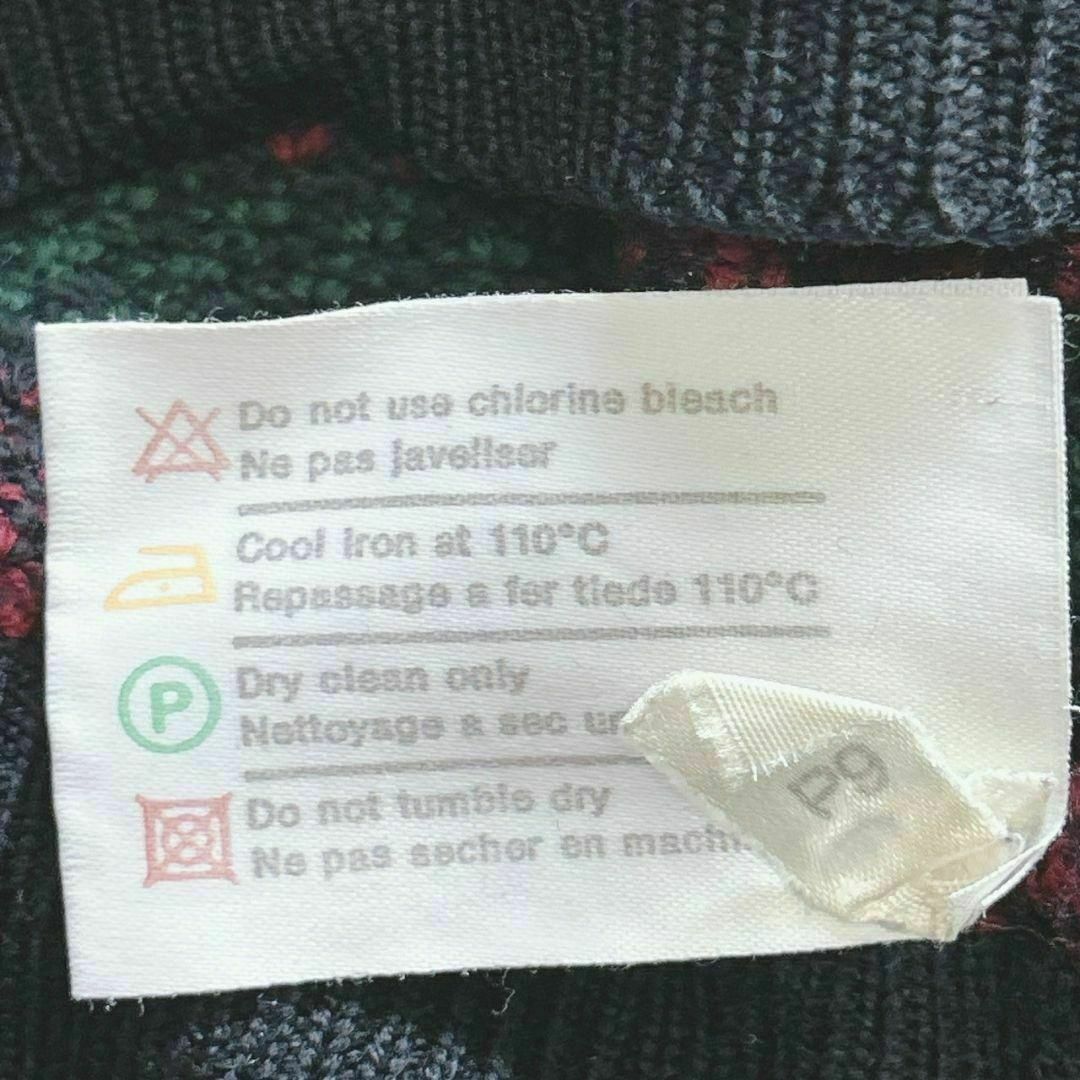 Do not use chlorine bleach
Ne pas javelliser
Cool iron at 110°C
Repassage a fer tiede 110°C
P
Dry clean only
Nettoyage a sec
Do not tumble dry
Ne pas secher en